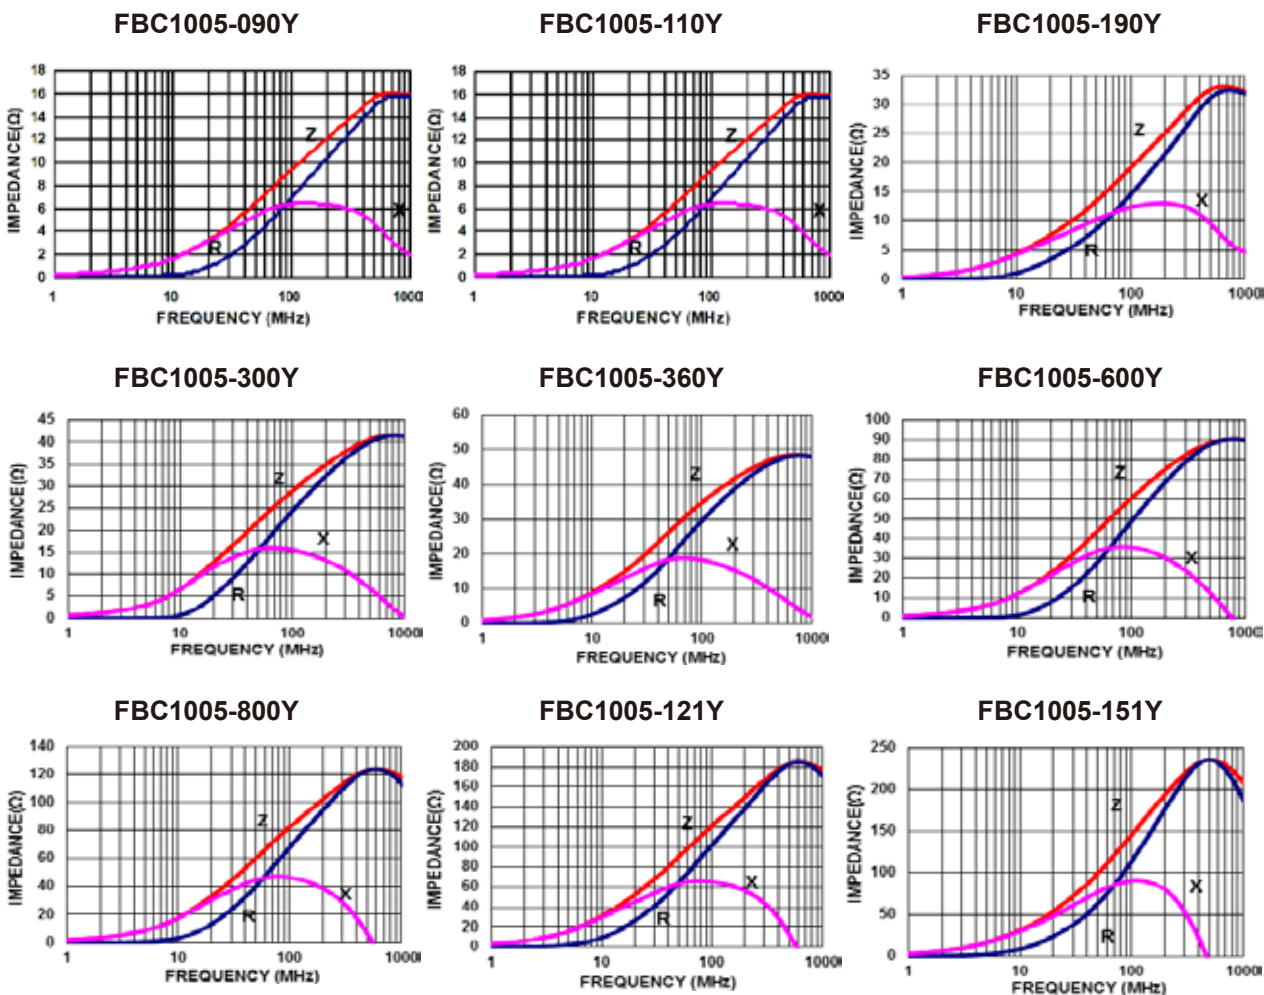 FBC1005-090Y
FBC1005-110Y
FBC1005-190Y
IMPEDANCE(Ω)
18
16
14
12
10
8
6
4
2
0
Z
X
R
1
10
100
1000
FREQUENCY (MHz)
IMPEDANCE(Ω)
18
16
14
12
10
8
6
4
2
0
Z
X
R
1
10
100
1000
FREQUENCY (MHz)
IMPEDANCE(Ω)
35
30
25
20
15
10
5
0
Z
X
R
1
10
100
1000
FREQUENCY (MHz)
FBC1005-300Y
FBC1005-360Y
FBC1005-600Y
IMPEDANCE(Ω)
45
40
35
30
25
20
15
10
5
0
Z
X
R
1
10
100
1000
FREQUENCY (MHz)
IMPEDANCE(Ω)
60
50
40
30
20
10
0
Z
X
R
1
10
100
1000
FREQUENCY (MHz)
IMPEDANCE(Ω)
100
90
80
70
60
50
40
30
20
10
0
Z
X
R
1
10
100
1000
FREQUENCY (MHz)
FBC1005-800Y
FBC1005-121Y
FBC1005-151Y
IMPEDANCE(Ω)
140
120
100
80
60
40
20
0
Z
X
R
1
10
100
1000
FREQUENCY (MHz)
IMPEDANCE(Ω)
200
180
160
140
120
100
80
60
40
20
0
Z
X
R
1
10
100
1000
FREQUENCY (MHz)
IMPEDANCE(Ω)
250
200
150
100
50
0
Z
X
R
1
10
100
1000
FREQUENCY (MHz)